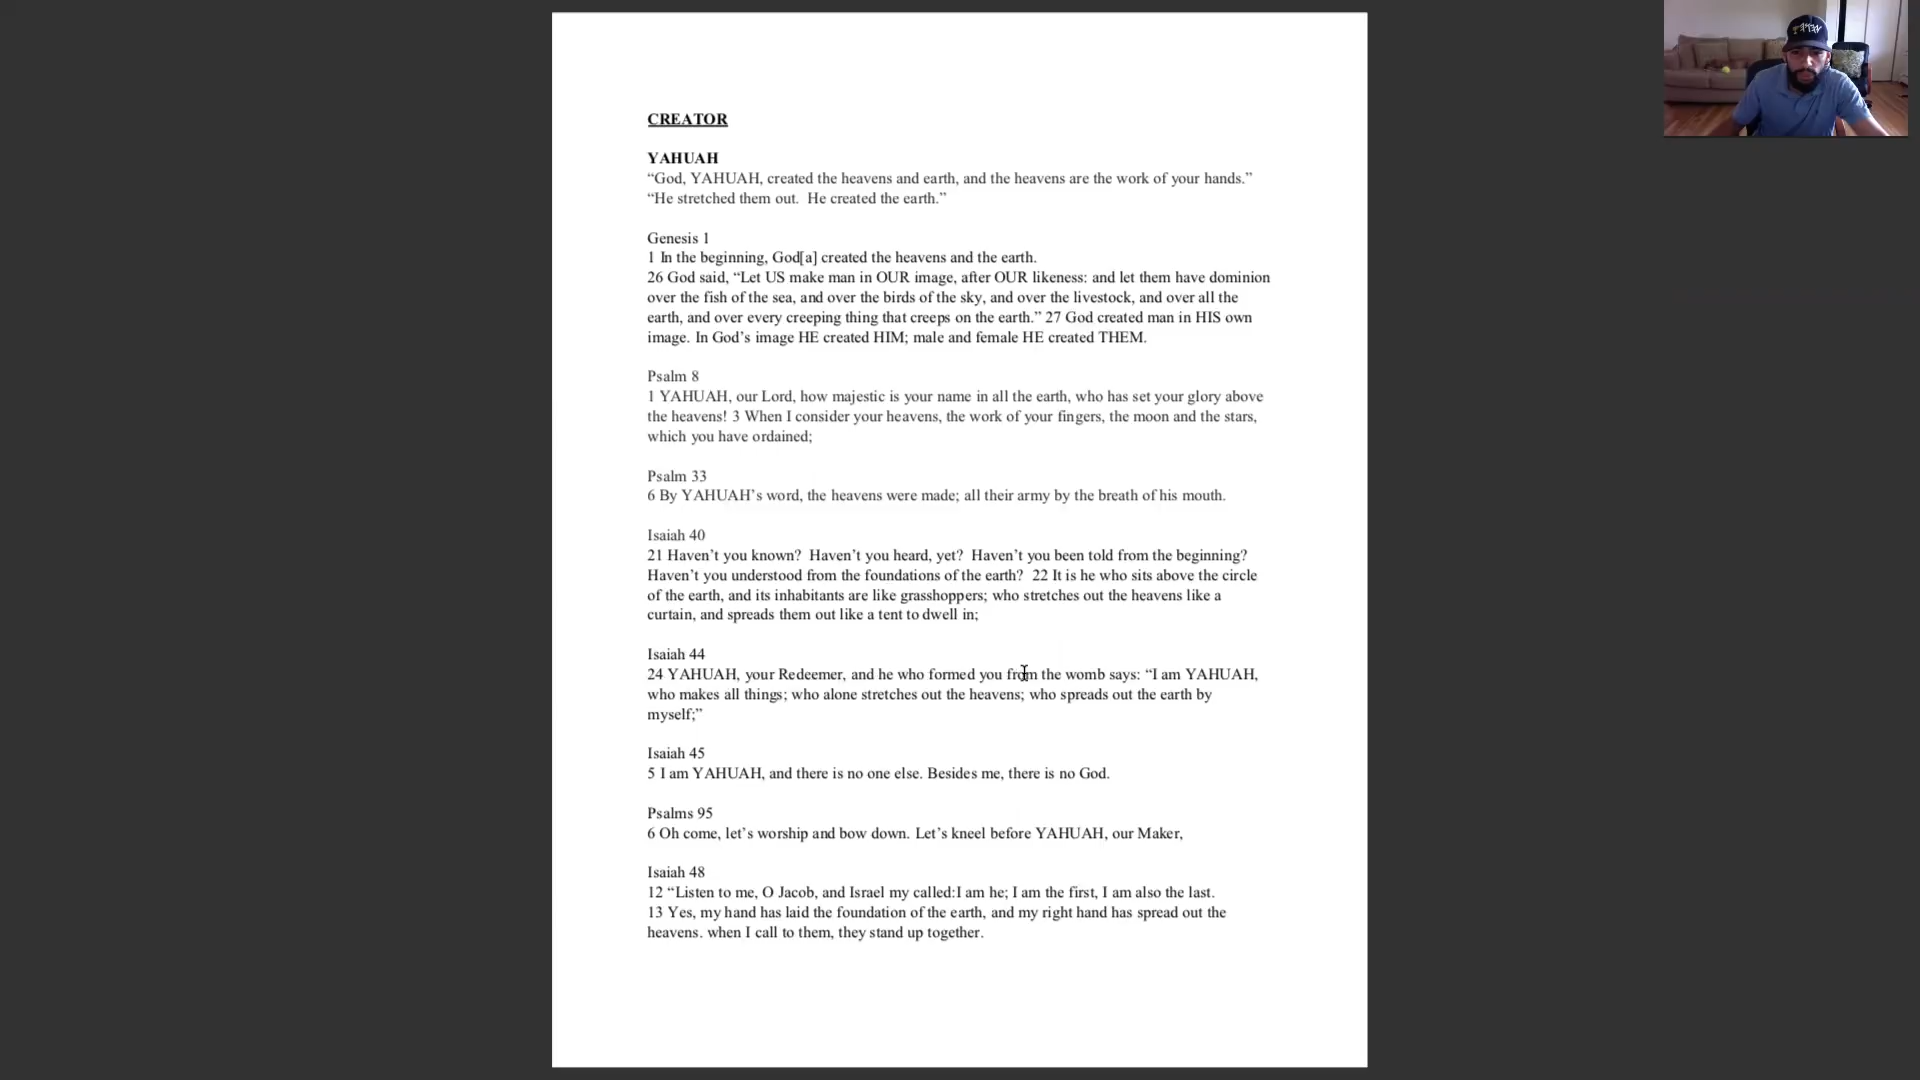 CREATOR
YAHUAH
“God, YAHUAH, created the heavens and earth, and the heavens are the work of your hands.”
“He stretched them out.  He created the earth.”
Genesis 1
1 In the beginning, God[a] created the heavens and the earth.
26 God said, “Let US make man in OUR image, after OUR likeness: and let them have dominion
over the fish of the sea, and over the birds of the sky, and over the livestock, and over all the
earth, and over every creeping thing that creeps on the earth.” 27 God created man in HIS own
image. In God’s image HE created HIM; male and female HE created THEM.
Psalm 8
1 YAHUAH, our Lord, how majestic is your name in all the earth, who has set your glory above
the heavens! 3 When I consider your heavens, the work of your fingers, the moon and the stars,
which you have ordained;
Psalm 33
6 By YAHUAH’s word, the heavens were made; all their army by the breath of his mouth.
Isaiah 40
21 Haven’t you known?  Haven’t you heard, yet?  Haven’t you been told from the beginning?
Haven’t you understood from the foundations of the earth?  22 It is he who sits above the circle
of the earth, and its inhabitants are like grasshoppers; who stretches out the heavens like a
curtain, and spreads them out like a tent to dwell in;
Isaiah 44
24 YAHUAH, your Redeemer, and he who formed you from the womb says: “I am YAHUAH,
who makes all things; who alone stretches out the heavens; who spreads out the earth by
myself;”
Isaiah 45
5 I am YAHUAH, and there is no one else. Besides me, there is no God.
Psalms 95
6 Oh come, let’s worship and bow down. Let’s kneel before YAHUAH, our Maker,
Isaiah 48
12 “Listen to me, O Jacob, and Israel my called:I am he; I am the first, I am also the last.
13 Yes, my hand has laid the foundation of the earth, and my right hand has spread out the
heavens. when I call to them, they stand up together.